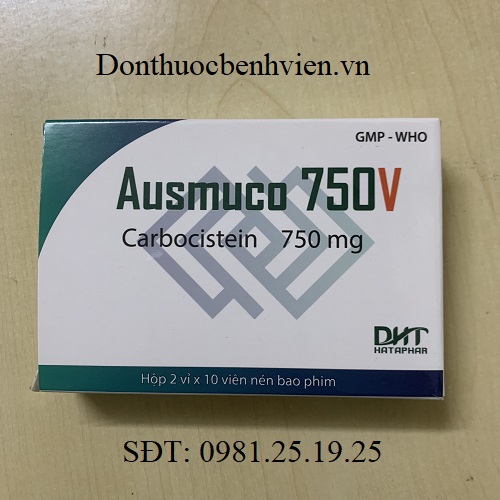 Donthuocbenhvien.vn
GMP - WHO
Ausmuco 750V
Carbocistein 750 mg
DHT
HATAPHAR
Hộp 2 vỉ x 10 viên nén bao phim
SĐT: 0981.25.19.25